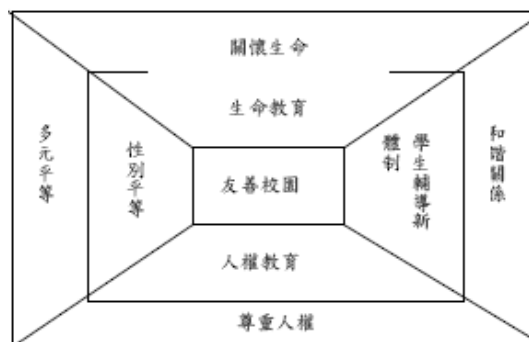 關懷生命
生命教育
多元平等
性別平等
友善校園
學生輔導新
體制
和諧關係
人權教育
尊重人權